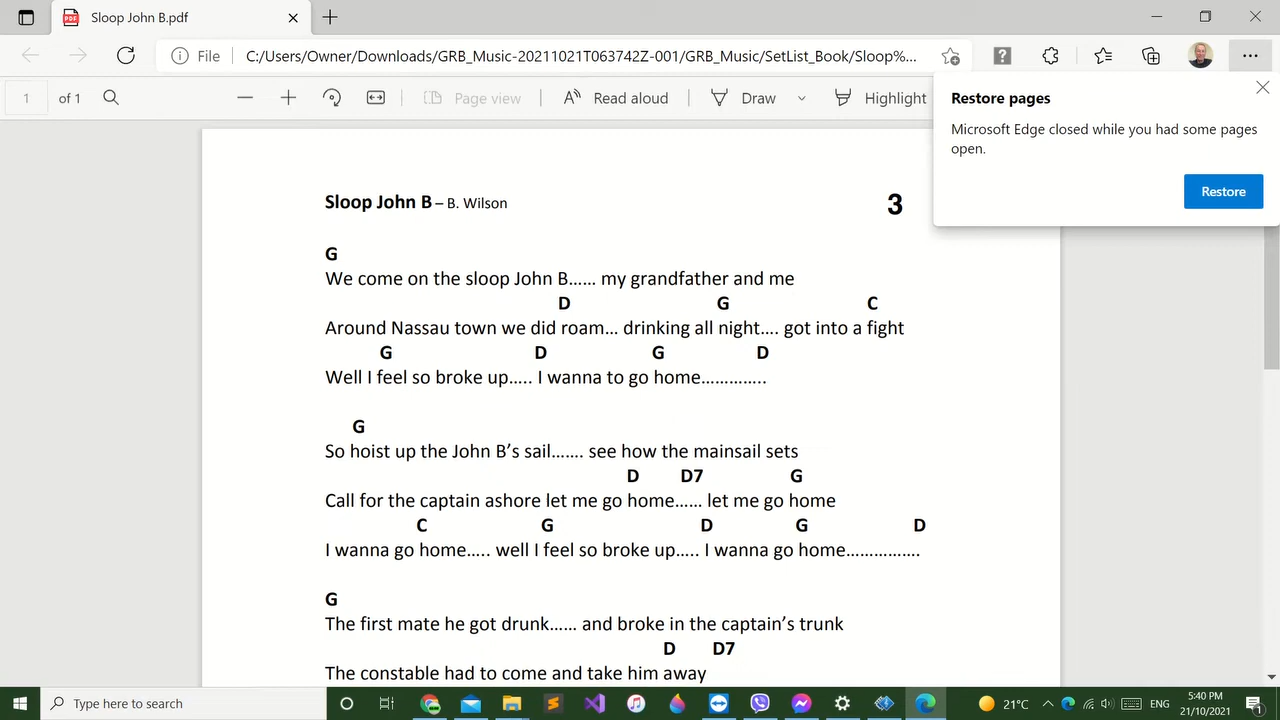 Sloop John B.pdf
File
C:/Users/Owner/Downloads/GRB_Music-20211021T063742Z-001/GRB_Music/SetList_Book/Sloop%...
1 of 1
Page view
Read aloud
Draw
Highlight
Restore pages
Microsoft Edge closed while you had some pages
open.
Restore
Sloop John B – B. Wilson 3
G
We come on the sloop John B…… my grandfather and me
D G C
Around Nassau town we did roam… drinking all night…. got into a fight
G D G D
Well I feel so broke up….. I wanna to go home…………..
G
So hoist up the John B’s sail……. see how the mainsail sets
D D7 G
Call for the captain ashore let me go home…… let me go home
C G D G D
I wanna go home….. well I feel so broke up….. I wanna go home…………….
G
The first mate he got drunk…… and broke in the captain’s trunk
D D7
The constable had to come and take him away
Type here to search
21°C
ENG
5:40 PM
21/10/2021
1